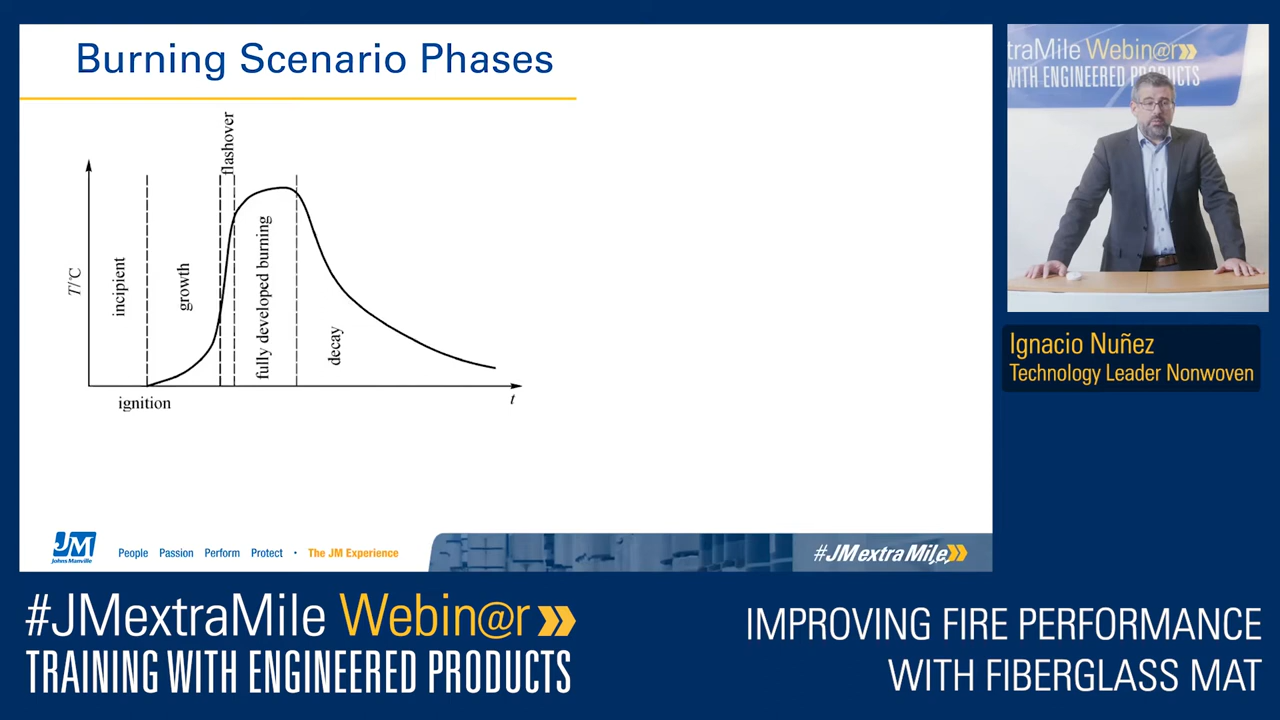 Burning Scenario Phases
flashover
T/°C
incipient
growth
fully developed burning
decay
ignition
t
JM
Johns Manville
People Passion Perform Protect • The JM Experience
#JMextraMile
traMile Webin@r
WITH ENGINEERED PRODUCTS
Ignacio Nuñez
Technology Leader Nonwoven
#JMextraMile Webin@r
TRAINING WITH ENGINEERED PRODUCTS
IMPROVING FIRE PERFORMANCE
WITH FIBERGLASS MAT